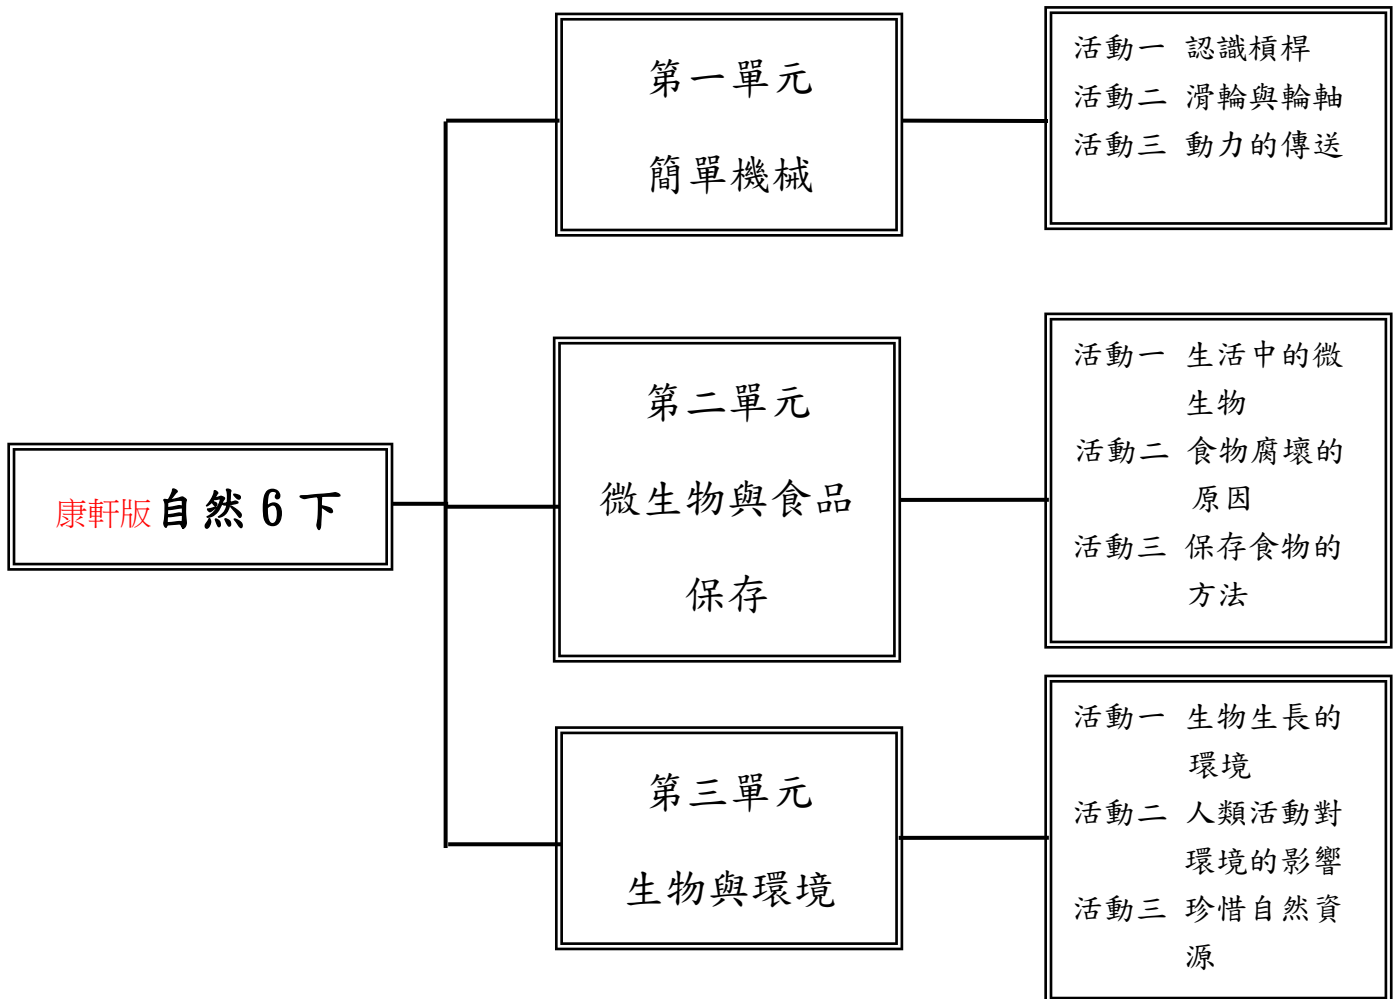 康軒版自然 6 下
第一單元
簡單機械
活動一 認識槓桿
活動二 滑輪與輪軸
活動三 動力的傳送
第二單元
微生物與食品
保存
活動一 生活中的微
生物
活動二 食物腐壞的
原因
活動三 保存食物的
方法
第三單元
生物與環境
活動一 生物生長的
環境
活動二 人類活動對
環境的影響
活動三 珍惜自然資
源